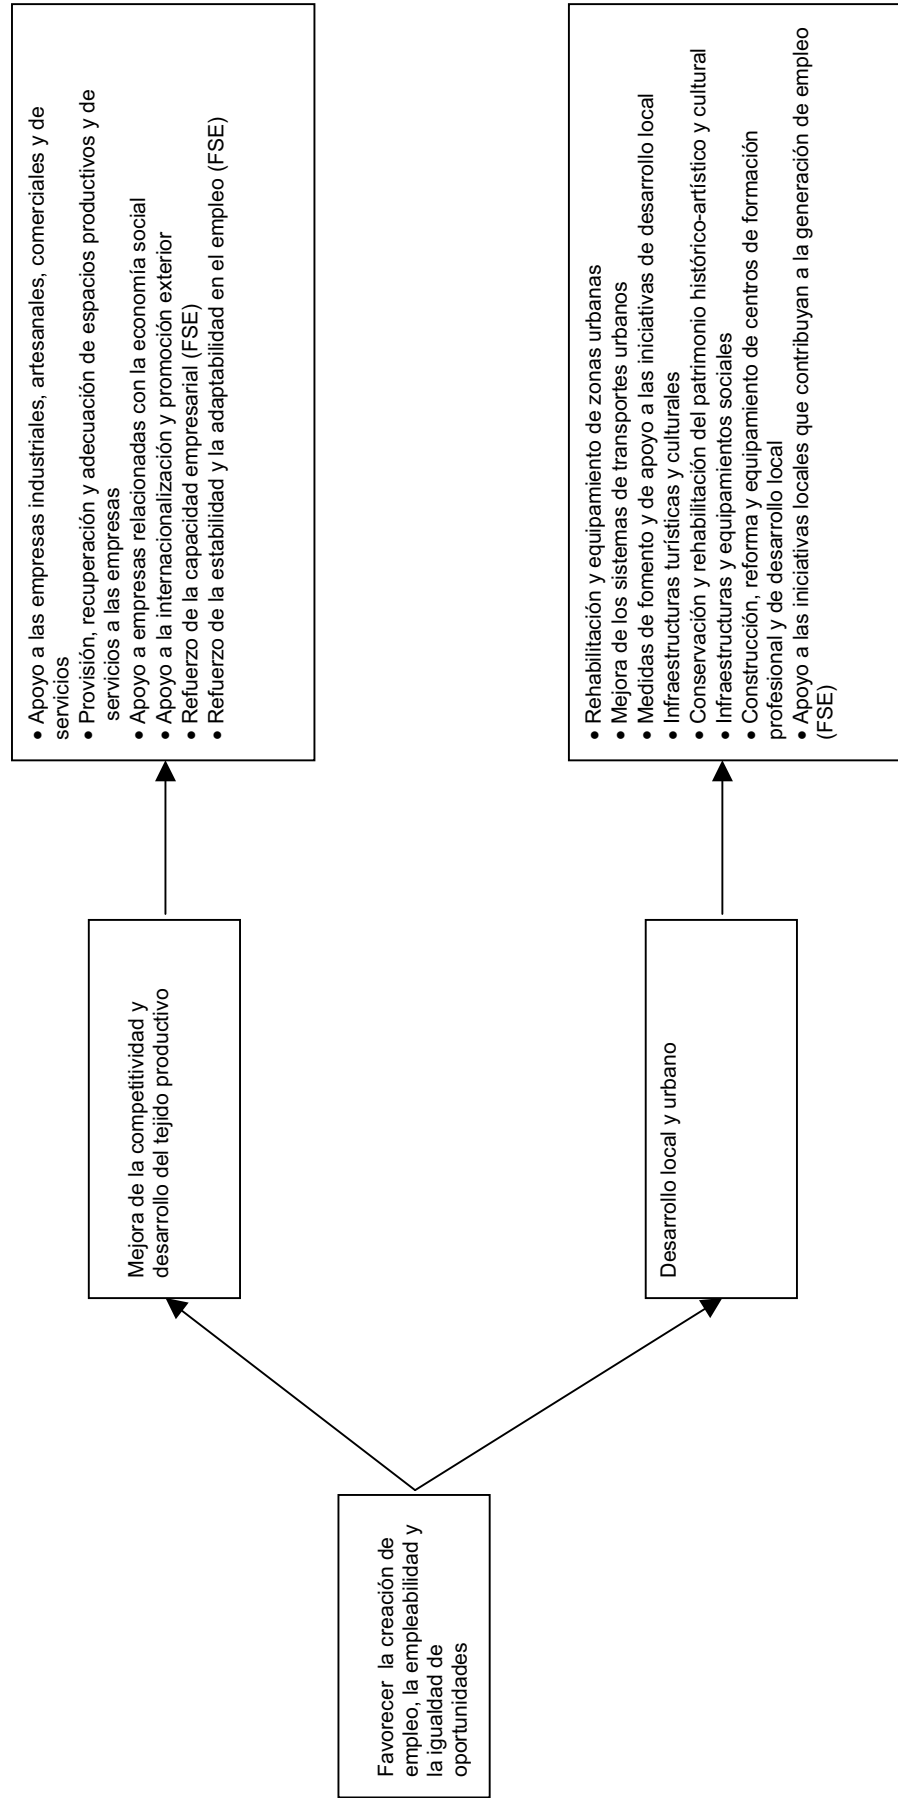 Favorecer la creación de
empleo, la empleabilidad y
la igualdad de
oportunidades
Mejora de la competitividad y
desarrollo del tejido productivo
• Apoyo a las empresas industriales, artesanales, comerciales y de
servicios
• Provisión, recuperación y adecuación de espacios productivos y de
servicios a las empresas
• Apoyo a empresas relacionadas con la economía social
• Apoyo a la internacionalización y promoción exterior
• Refuerzo de la capacidad empresarial (FSE)
• Refuerzo de la estabilidad y la adaptabilidad en el empleo (FSE)
Desarrollo local y urbano
• Rehabilitación y equipamiento de zonas urbanas
• Mejora de los sistemas de transportes urbanos
• Medidas de fomento y de apoyo a las iniciativas de desarrollo local
• Infraestructuras turísticas y culturales
• Conservación y rehabilitación del patrimonio histórico-artístico y cultural
• Infraestructuras y equipamientos sociales
• Construcción, reforma y equipamiento de centros de formación
profesional y de desarrollo local
• Apoyo a las iniciativas locales que contribuyan a la generación de empleo
(FSE)